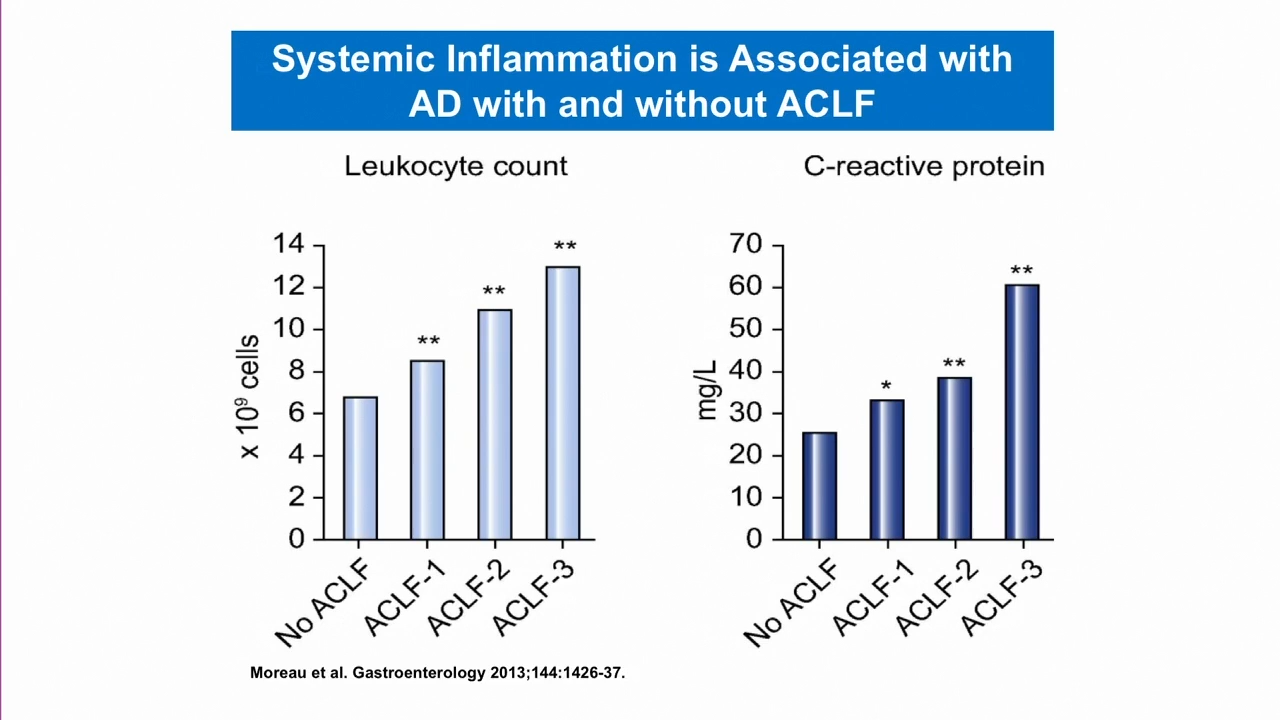 Systemic Inflammation is Associated with
AD with and without ACLF
Leukocyte count
x 10⁹ cells
14
12
10
8
6
4
2
0
**
**
**
No ACLF
ACLF-1
ACLF-2
ACLF-3
C-reactive protein
mg/L
70
60
50
40
30
20
10
0
*
**
**
No ACLF
ACLF-1
ACLF-2
ACLF-3
Moreau et al. Gastroenterology 2013;144:1426-37.